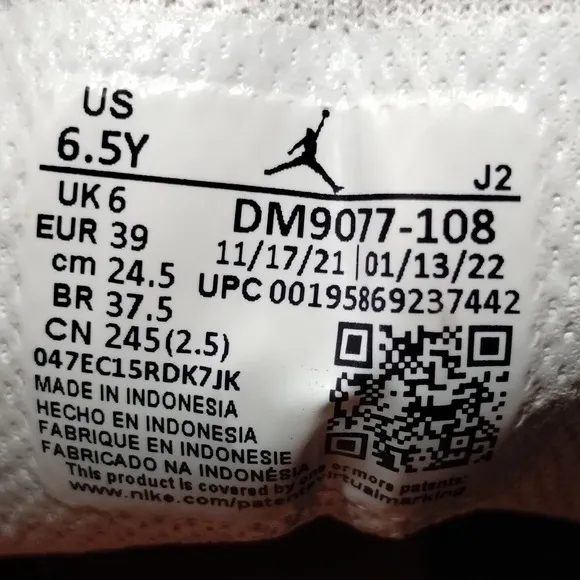 US
6.5Y
J2
UK 6
DM9077-108
EUR 39
11/17/21 | 01/13/22
cm 24.5
UPC 00195869237442
BR 37.5
CN 245(2.5)
047EC15RDK7JK
MADE IN INDONESIA
HECHO EN INDONESIA
FABRIQUE EN INDONESIE
FABRICADO NA INDONÉSIA
This product is covered by one or more patents:
www.nike.com/patentvirtualmarking